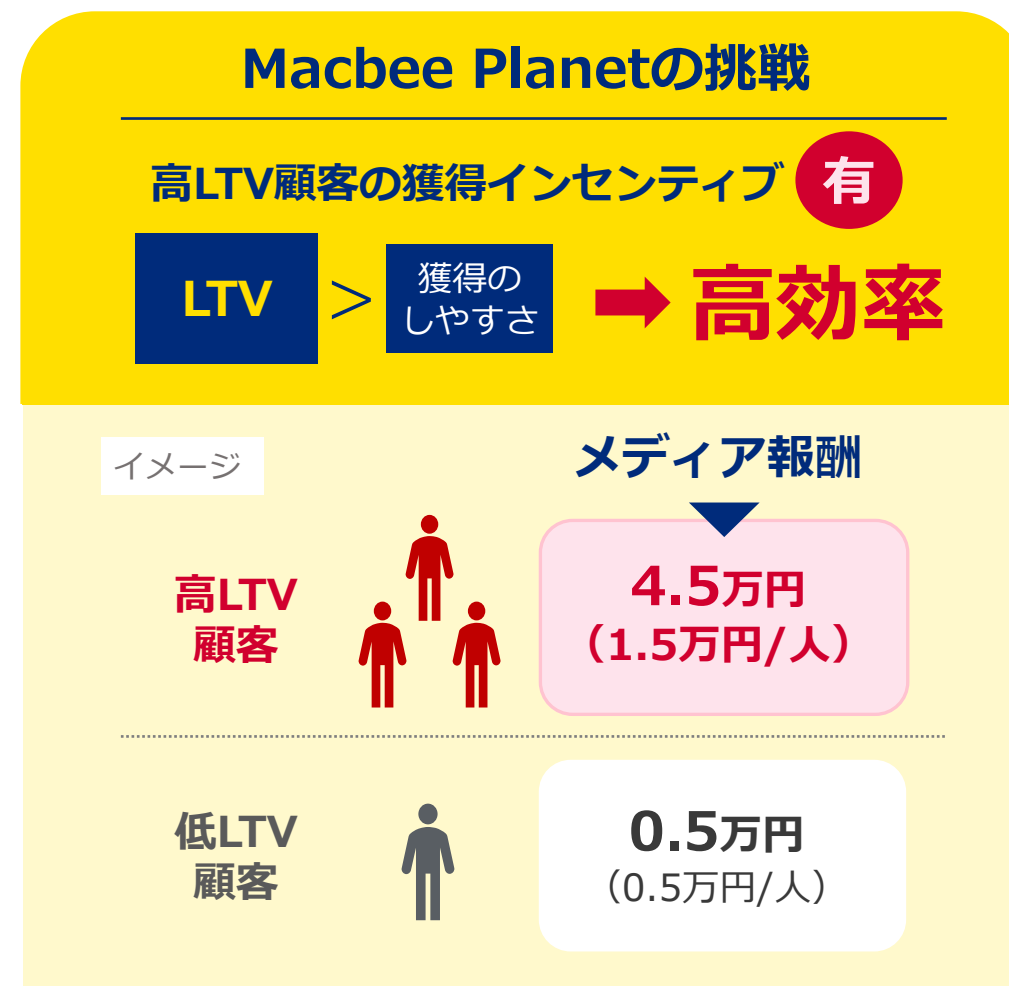 Macbee Planetの挑戦
高LTV顧客の獲得インセンティブ 有
LTV > 獲得の
しやすさ
高効率
イメージ
メディア報酬
高LTV
顧客
4.5万円
（1.5万円/人）
低LTV
顧客
0.5万円
（0.5万円/人）